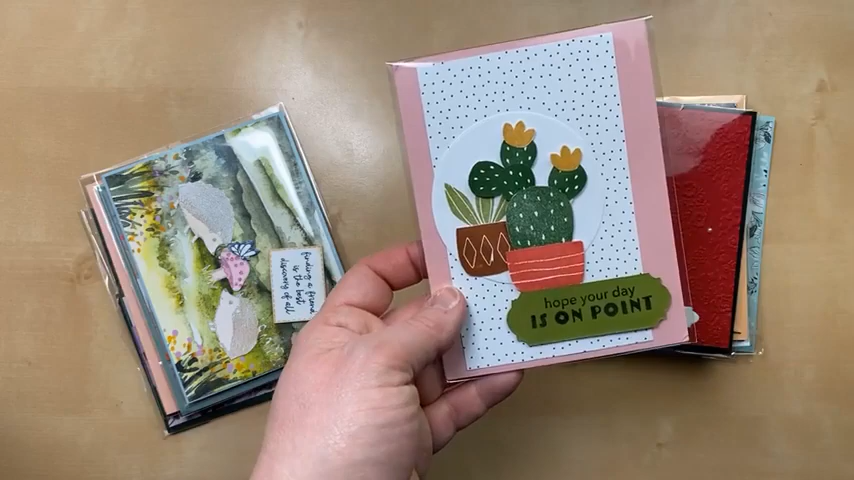 finding a friend
is the best
discovery of all
hope your day
IS ON POINT